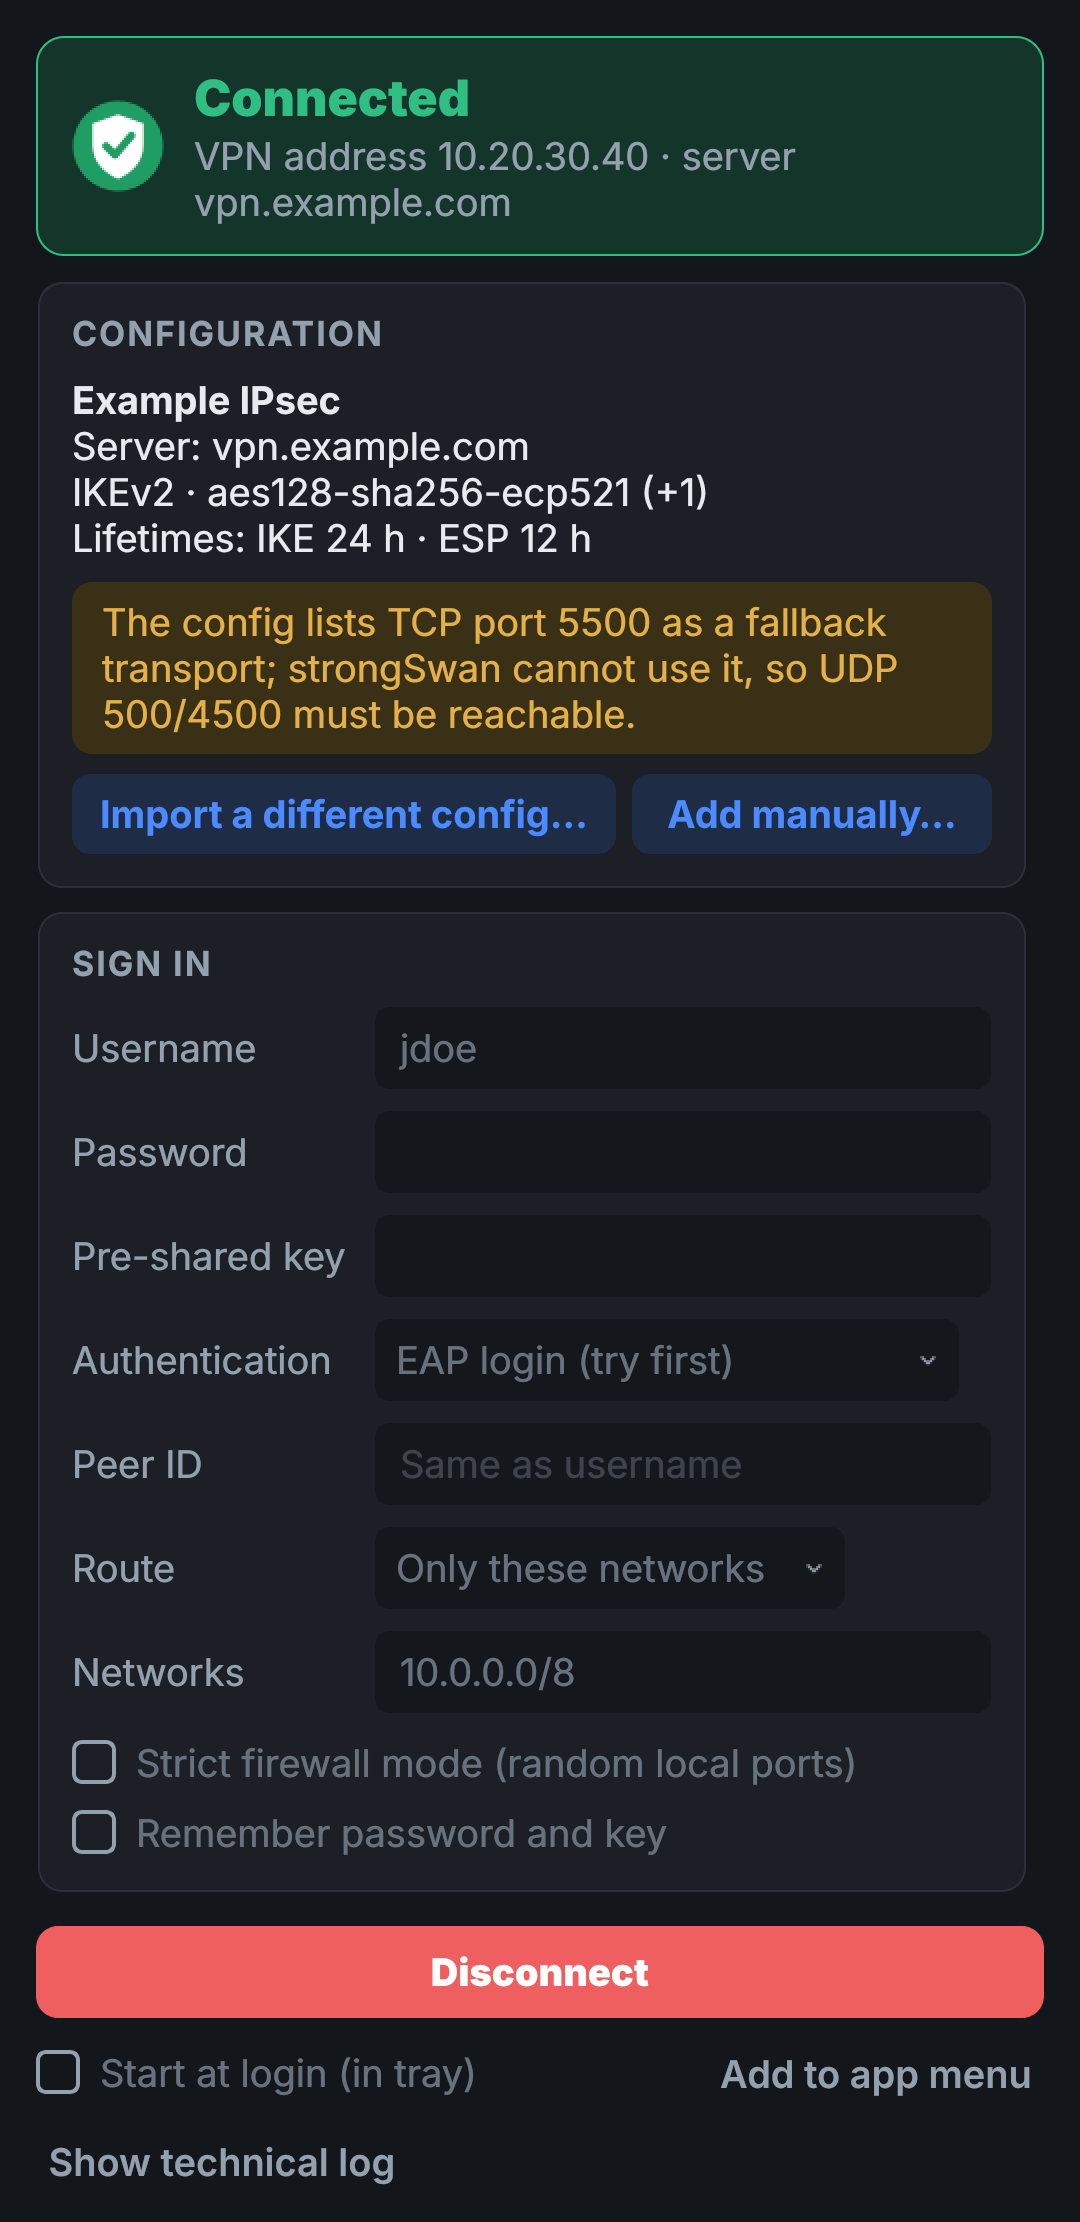 Connected
VPN address 10.20.30.40 · server
vpn.example.com
CONFIGURATION
Example IPsec
Server: vpn.example.com
IKEv2 · aes128-sha256-ecp521 (+1)
Lifetimes: IKE 24 h · ESP 12 h
The config lists TCP port 5500 as a fallback
transport; strongSwan cannot use it, so UDP
500/4500 must be reachable.
Import a different config… Add manually…
SIGN IN
Username jdoe
Password
Pre-shared key
Authentication EAP login (try first)
Peer ID Same as username
Route Only these networks
Networks 10.0.0.0/8
Strict firewall mode (random local ports)
Remember password and key
Disconnect
Start at login (in tray) Add to app menu
Show technical log